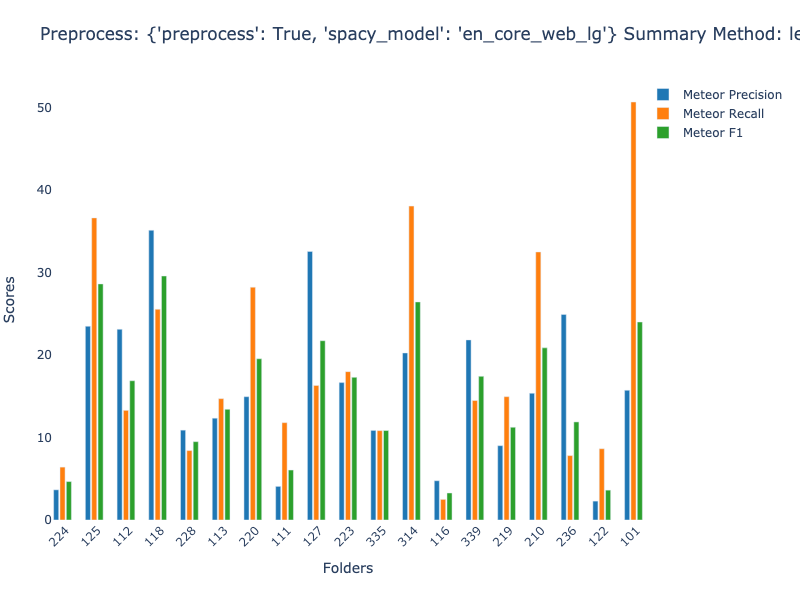 Preprocess: {'preprocess': True, 'spacy_model': 'en_core_web_lg'} Summary Method: le
Meteor Precision
Meteor Recall
Meteor F1
50
40
30
20
10
0
Scores
224 125 112 118 228 113 220 111 127 223 335 314 116 339 219 210 236 122 101
Folders